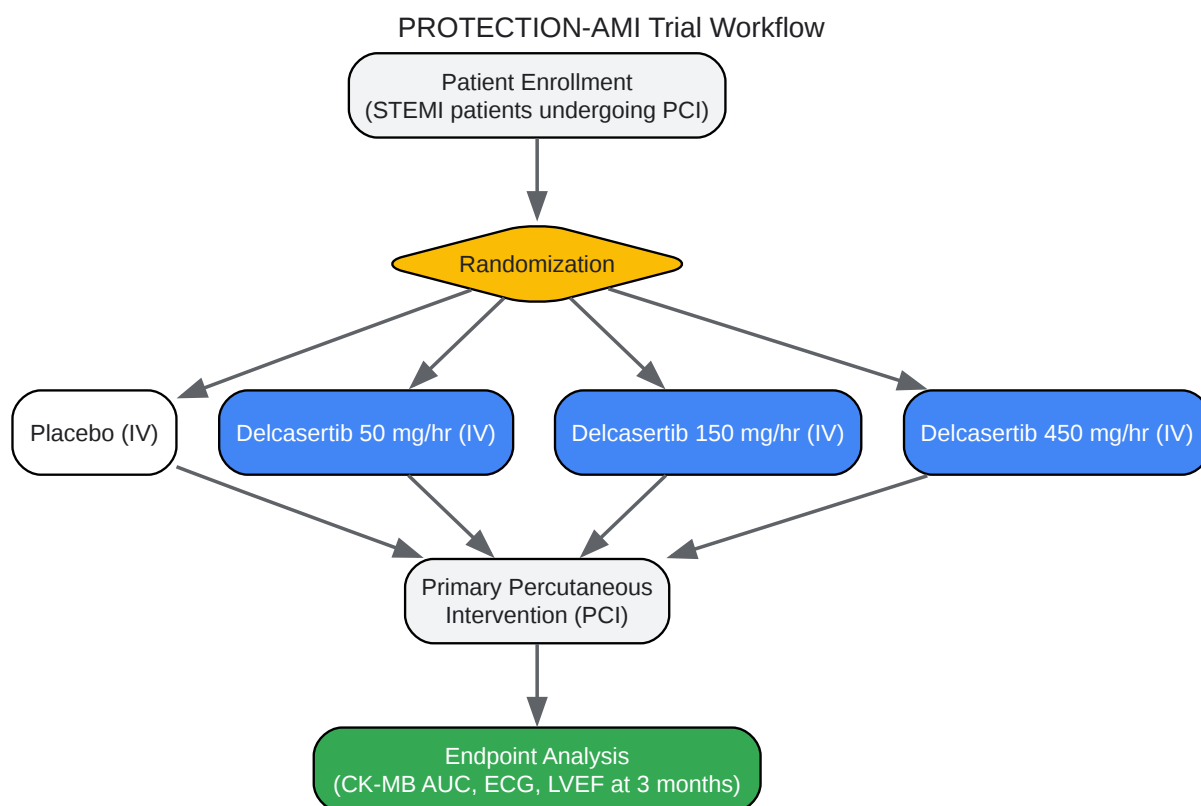 PROTECTION-AMI Trial Workflow
Patient Enrollment
(STEMI patients undergoing PCI)
Randomization
Placebo (IV)
Delcasertib 50 mg/hr (IV)
Delcasertib 150 mg/hr (IV)
Delcasertib 450 mg/hr (IV)
Primary Percutaneous
Intervention (PCI)
Endpoint Analysis
(CK-MB AUC, ECG, LVEF at 3 months)